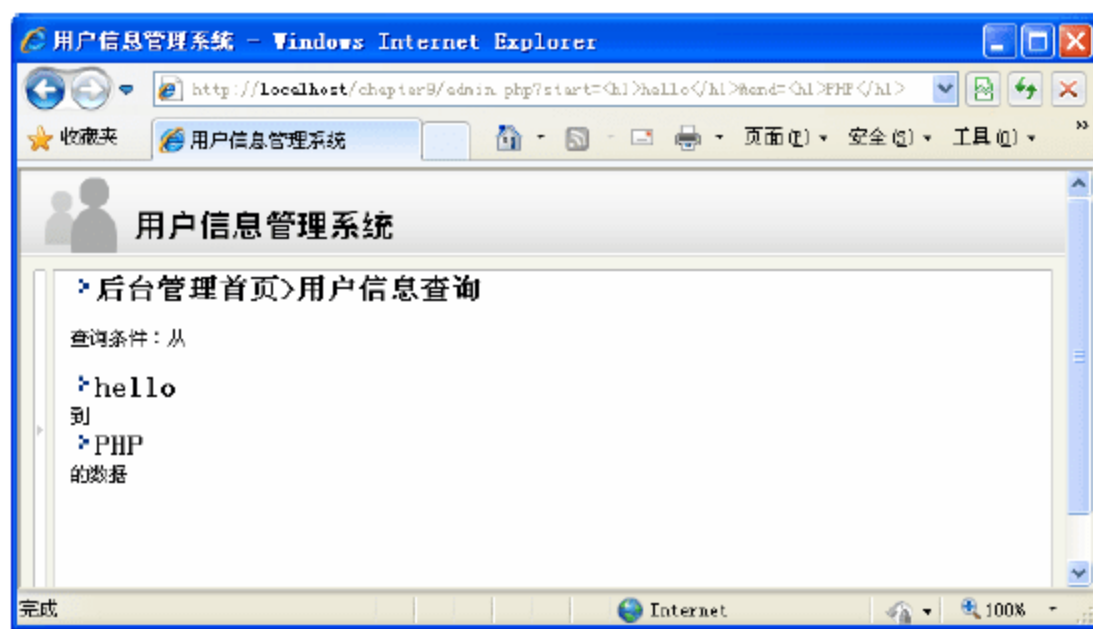 用户信息管理系统 - Windows Internet Explorer
http://localhost/chapter9/admin.php?start=<h1>hello</h1>&end=<h1>PHP</h1>
收藏夹 用户信息管理系统 页面(P) 安全(S) 工具(O) »
用户信息管理系统
后台管理首页>用户信息查询
查询条件：从
hello
到
PHP
的数据
完成 Internet 100%